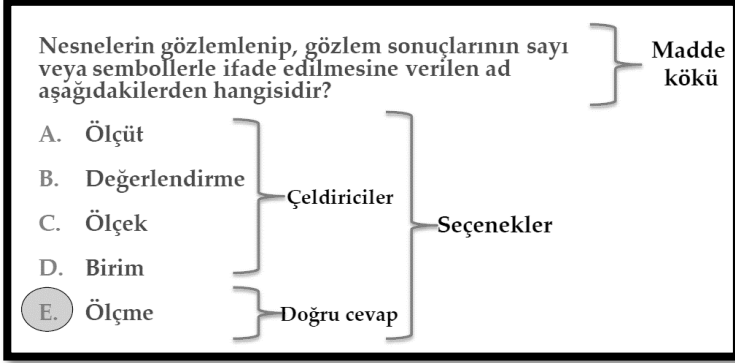 Nesnelerin gözlemlenip, gözlem sonuçlarının sayı
veya sembollerle ifade edilmesine verilen ad
aşağıdakilerden hangisidir?
Madde
kökü
A. Ölçüt
B. Değerlendirme
C. Ölçek
D. Birim
E. Ölçme
Çeldiriciler
Doğru cevap
Seçenekler